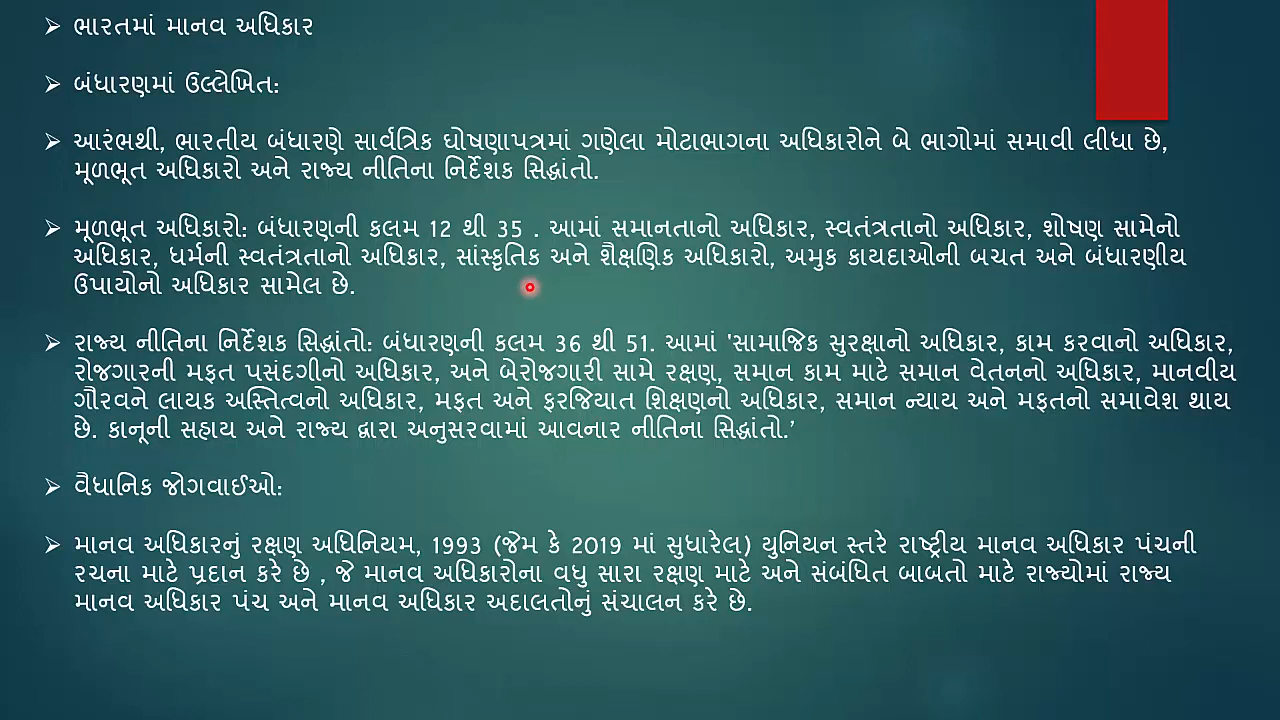 ➢ ભારતમાં માનવ અધિકાર
➢ બંધારણમાં ઉલ્લેખિત:
➢ આરંભથી, ભારતીય બંધારણે સાર્વત્રિક ઘોષણાપત્રમાં ગણેલા મોટાભાગના અધિકારોને બે ભાગોમાં સમાવી લીધા છે,
મૂળભૂત અધિકારો અને રાજ્ય નીતિના નિર્દેશક સિદ્ધાંતો.
➢ મૂળભૂત અધિકારો: બંધારણની કલમ 12 થી 35 . આમાં સમાનતાનો અધિકાર, સ્વતંત્રતાનો અધિકાર, શોષણ સામેનો
અધિકાર, ધર્મની સ્વતંત્રતાનો અધિકાર, સાંસ્કૃતિક અને શૈક્ષણિક અધિકારો, અમુક કાયદાઓની બચત અને બંધારણીય
ઉપાયોનો અધિકાર સામેલ છે.
➢ રાજ્ય નીતિના નિર્દેશક સિદ્ધાંતો: બંધારણની કલમ 36 થી 51. આમાં 'સામાજિક સુરક્ષાનો અધિકાર, કામ કરવાનો અધિકાર,
રોજગારની મફત પસંદગીનો અધિકાર, અને બેરોજગારી સામે રક્ષણ, સમાન કામ માટે સમાન વેતનનો અધિકાર, માનવીય
ગૌરવને લાયક અસ્તિત્વનો અધિકાર, મફત અને ફરજિયાત શિક્ષણનો અધિકાર, સમાન ન્યાય અને મફતનો સમાવેશ થાય
છે. કાનૂની સહાય અને રાજ્ય દ્વારા અનુસરવામાં આવનાર નીતિના સિદ્ધાંતો.’
➢ વૈધાનિક જોગવાઈઓ:
➢ માનવ અધિકારનું રક્ષણ અધિનિયમ, 1993 (જેમ કે 2019 માં સુધારેલ) યુનિયન સ્તરે રાષ્ટ્રીય માનવ અધિકાર પંચની
રચના માટે પ્રદાન કરે છે , જે માનવ અધિકારોના વધુ સારા રક્ષણ માટે અને સંબંધિત બાબતો માટે રાજ્યોમાં રાજ્ય
માનવ અધિકાર પંચ અને માનવ અધિકાર અદાલતોનું સંચાલન કરે છે.